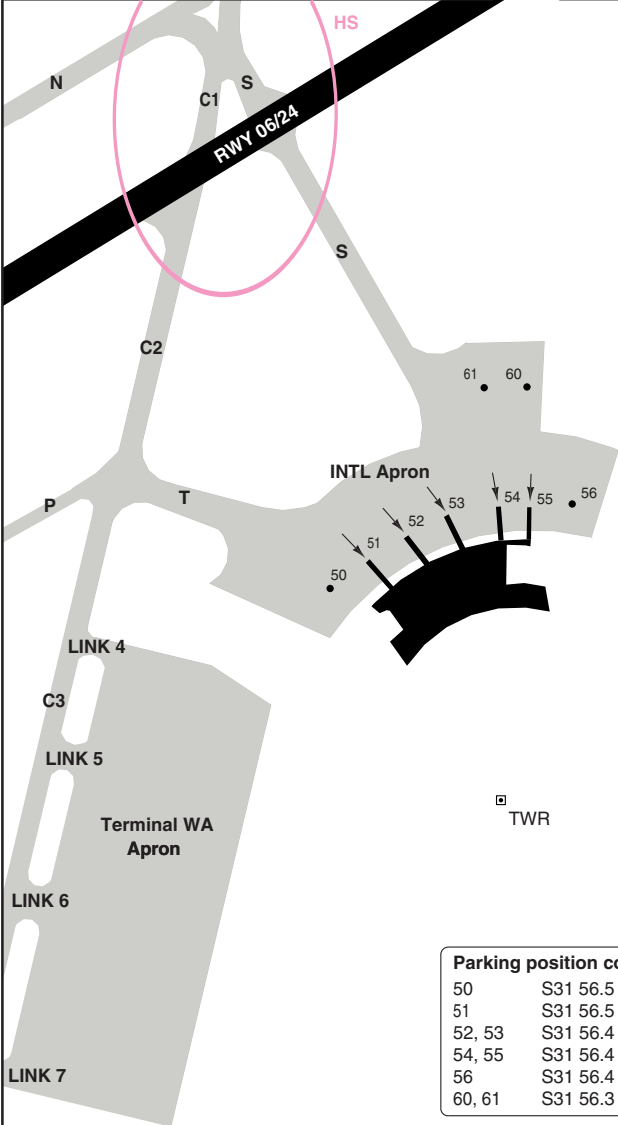 HS
N
C1
S
RWY 06/24
S
C2
61
60
INTL Apron
P
T
53
54
55
56
52
51
50
LINK 4
C3
LINK 5
TWR
Terminal WA
Apron
LINK 6
Parking position co
50 S31 56.5
51 S31 56.5
52, 53 S31 56.4
54, 55 S31 56.4
56 S31 56.4
60, 61 S31 56.3
LINK 7